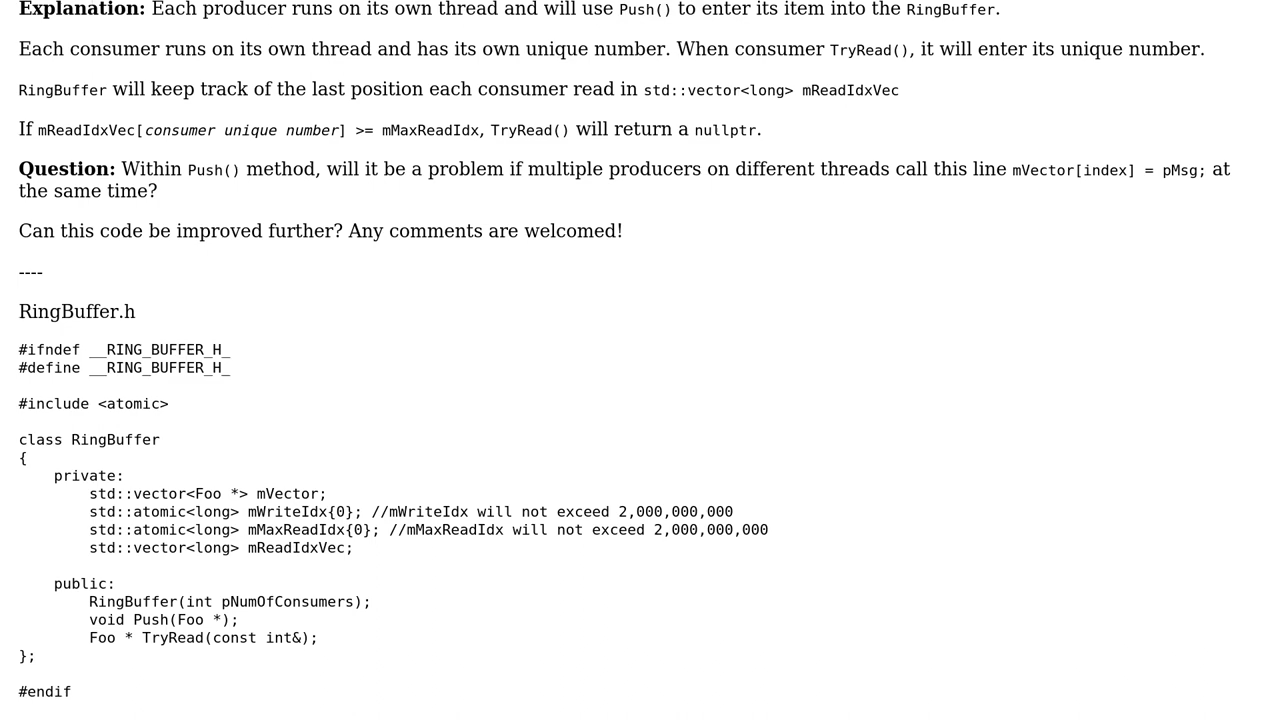 Explanation: Each producer runs on its own thread and will use Push() to enter its item into the RingBuffer.
Each consumer runs on its own thread and has its own unique number. When consumer TryRead(), it will enter its unique number.
RingBuffer will keep track of the last position each consumer read in std::vector<long> mReadIdxVec
If mReadIdxVec[consumer unique number] >= mMaxReadIdx, TryRead() will return a nullptr.
Question: Within Push() method, will it be a problem if multiple producers on different threads call this line mVector[index] = pMsg; at
the same time?
Can this code be improved further? Any comments are welcomed!
----
RingBuffer.h
#ifndef __RING_BUFFER_H_
#define __RING_BUFFER_H_
#include <atomic>
class RingBuffer
{
    private:
        std::vector<Foo *> mVector;
        std::atomic<long> mWriteIdx{0}; //mWriteIdx will not exceed 2,000,000,000
        std::atomic<long> mMaxReadIdx{0}; //mMaxReadIdx will not exceed 2,000,000,000
        std::vector<long> mReadIdxVec;
    public:
        RingBuffer(int pNumOfConsumers);
        void Push(Foo *);
        Foo * TryRead(const int&);
};
#endif